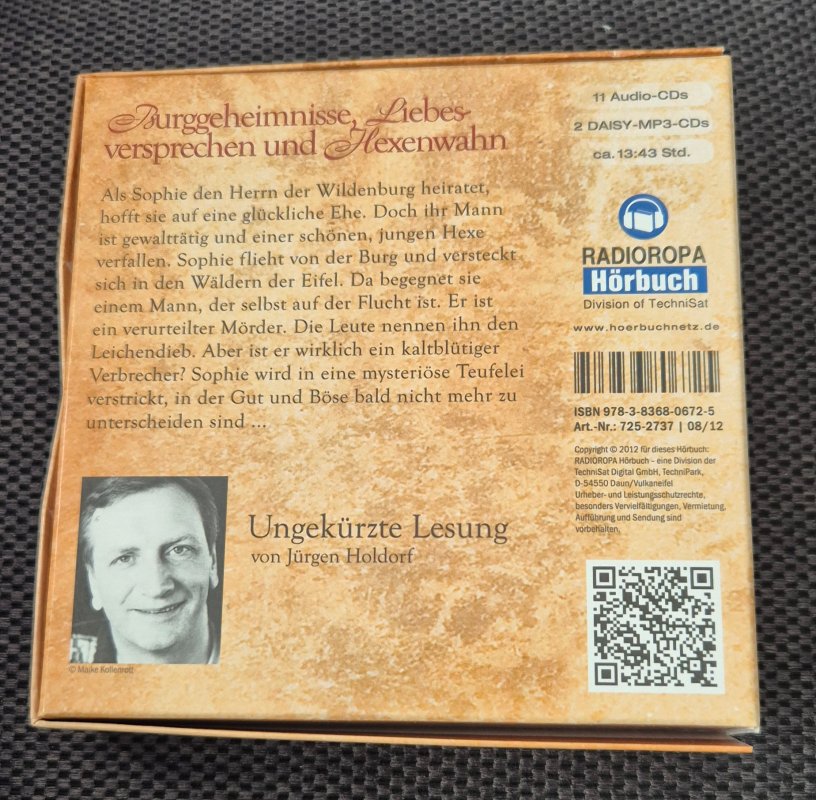 Burggeheimnisse, Liebes-
versprechen und Hexenwahn
Als Sophie den Herrn der Wildenburg heiratet,
hofft sie auf eine glückliche Ehe. Doch ihr Mann
ist gewalttätig und einer schönen, jungen Hexe
verfallen. Sophie flieht von der Burg und versteckt
sich in den Wäldern der Eifel. Da begegnet sie
einem Mann, der selbst auf der Flucht ist. Er ist
ein verurteilter Mörder. Die Leute nennen ihn den
Leichendieb. Aber ist er wirklich ein kaltblütiger
Verbrecher? Sophie wird in eine mysteriöse Teufelei
verstrickt, in der Gut und Böse bald nicht mehr zu
unterscheiden sind ...
Ungekürzte Lesung
von Jürgen Holdorf
© Maike Kollenrott
11 Audio-CDs
2 DAISY-MP3-CDs
ca. 13:43 Std.
RADIOROPA
Hörbuch
Division of TechniSat
www.hoerbuchnetz.de
ISBN 978-3-8368-0672-5
Art.-Nr.: 725-2737 | 08/12
Copyright © 2012 für dieses Hörbuch:
RADIOROPA Hörbuch – eine Division der
TechniSat Digital GmbH, TechniPark,
D-54550 Daun/Vulkaneifel
Urheber- und Leistungsschutzrechte,
besonders Vervielfältigungen, Vermietung,
Aufführung und Sendung sind
vorbehalten.